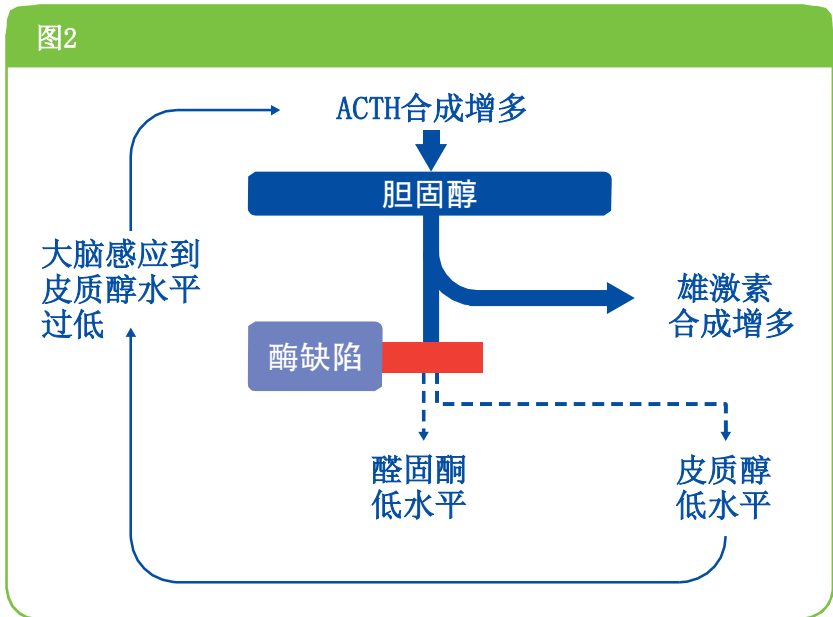 图2
ACTH合成增多
胆固醇
大脑感应到
皮质醇水平
过低
雄激素
合成增多
酶缺陷
醛固酮
低水平
皮质醇
低水平